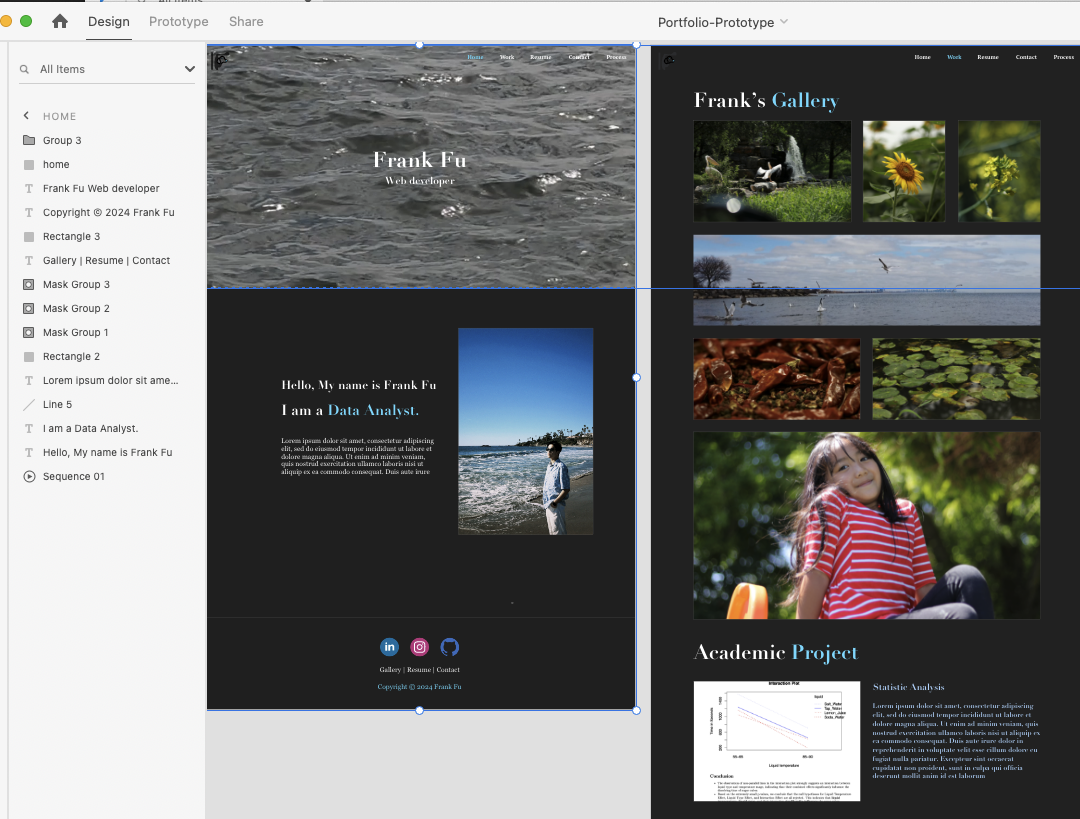 Design
Prototype
Share
Portfolio-Prototype
All Items
HOME
Group 3
home
Frank Fu Web developer
Copyright © 2024 Frank Fu
Rectangle 3
Gallery | Resume | Contact
Mask Group 3
Mask Group 2
Mask Group 1
Rectangle 2
Lorem ipsum dolor sit ame...
Line 5
I am a Data Analyst.
Hello, My name is Frank Fu
Sequence 01
Home Work Resume Contact Process
Frank Fu
Web developer
Hello, My name is Frank Fu
I am a Data Analyst.
Lorem ipsum dolor sit amet, consectetur adipiscing
elit, sed do eiusmod tempor incididunt ut labore et
dolore magna aliqua. Ut enim ad minim veniam,
quis nostrud exercitation ullamco laboris nisi ut
aliquip ex ea commodo consequat. Duis aute irure
in
Gallery | Resume | Contact
Copyright © 2024 Frank Fu
Home Work Resume Contact Process
Frank's Gallery
Academic Project
Interaction Plot
Liquid temperature
Conclusion
Statistic Analysis
Lorem ipsum dolor sit amet, consectetur adipiscing
elit, sed do eiusmod tempor incididunt ut labore et
dolore magna aliqua. Ut enim ad minim veniam, quis
nostrud exercitation ullamco laboris nisi ut aliquip ex
ea commodo consequat. Duis aute irure dolor in
reprehenderit in voluptate velit esse cillum dolore eu
fugiat nulla pariatur. Excepteur sint occaecat
cupidatat non proident, sunt in culpa qui officia
deserunt mollit anim id est laborum